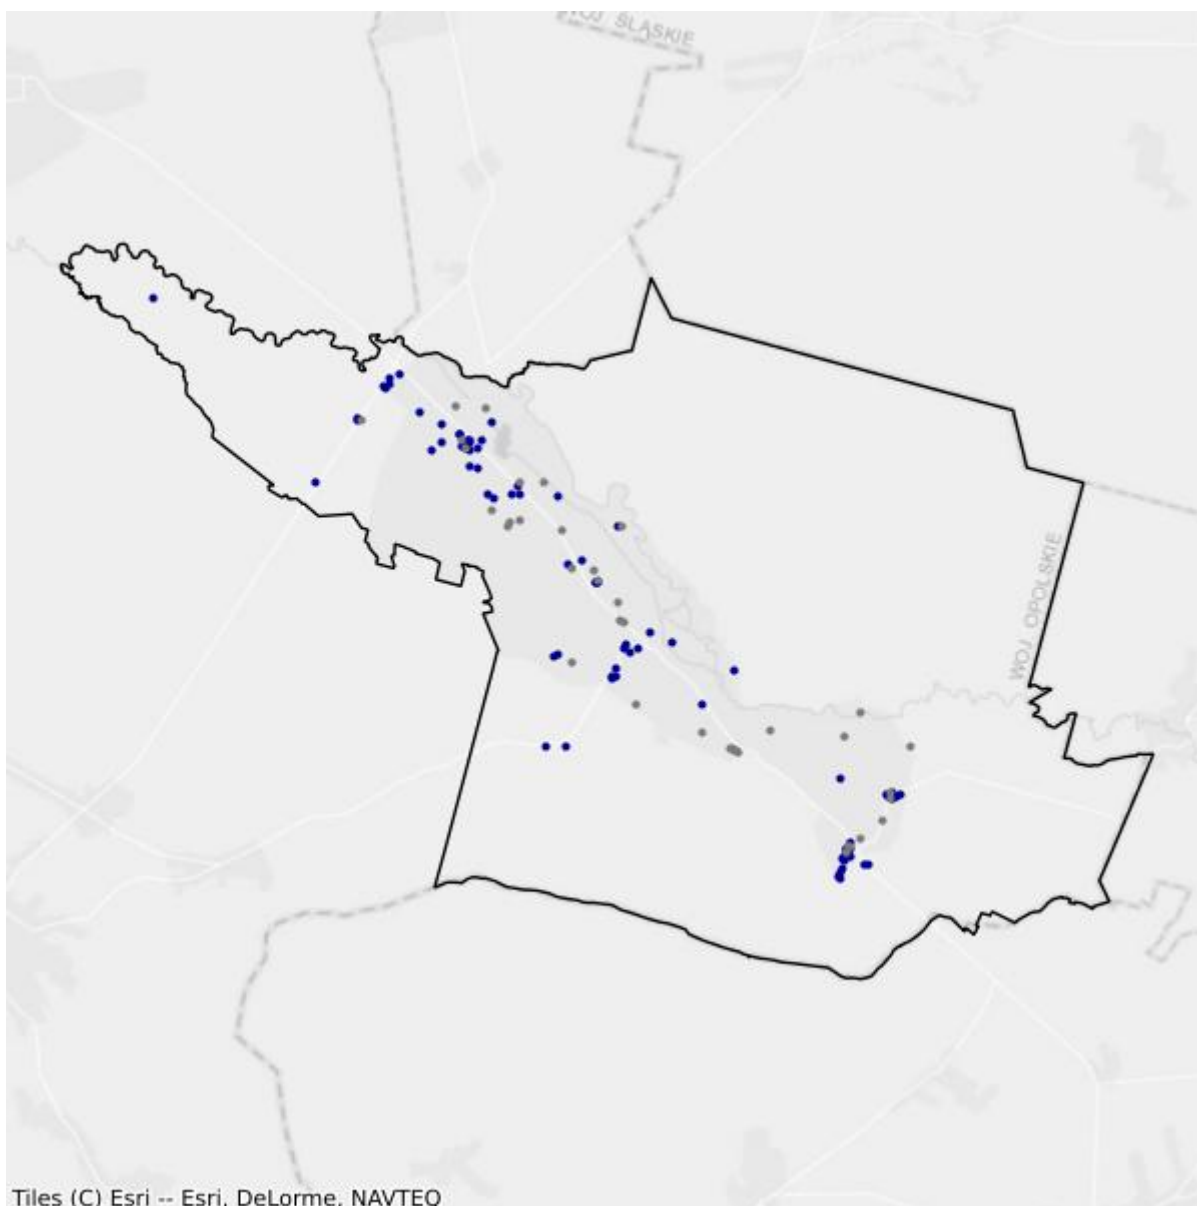 WOJ. ŚLĄSKIE
WOJ. OPOLSKIE
Tiles (C) Esri -- Esri, DeLorme, NAVTEQ